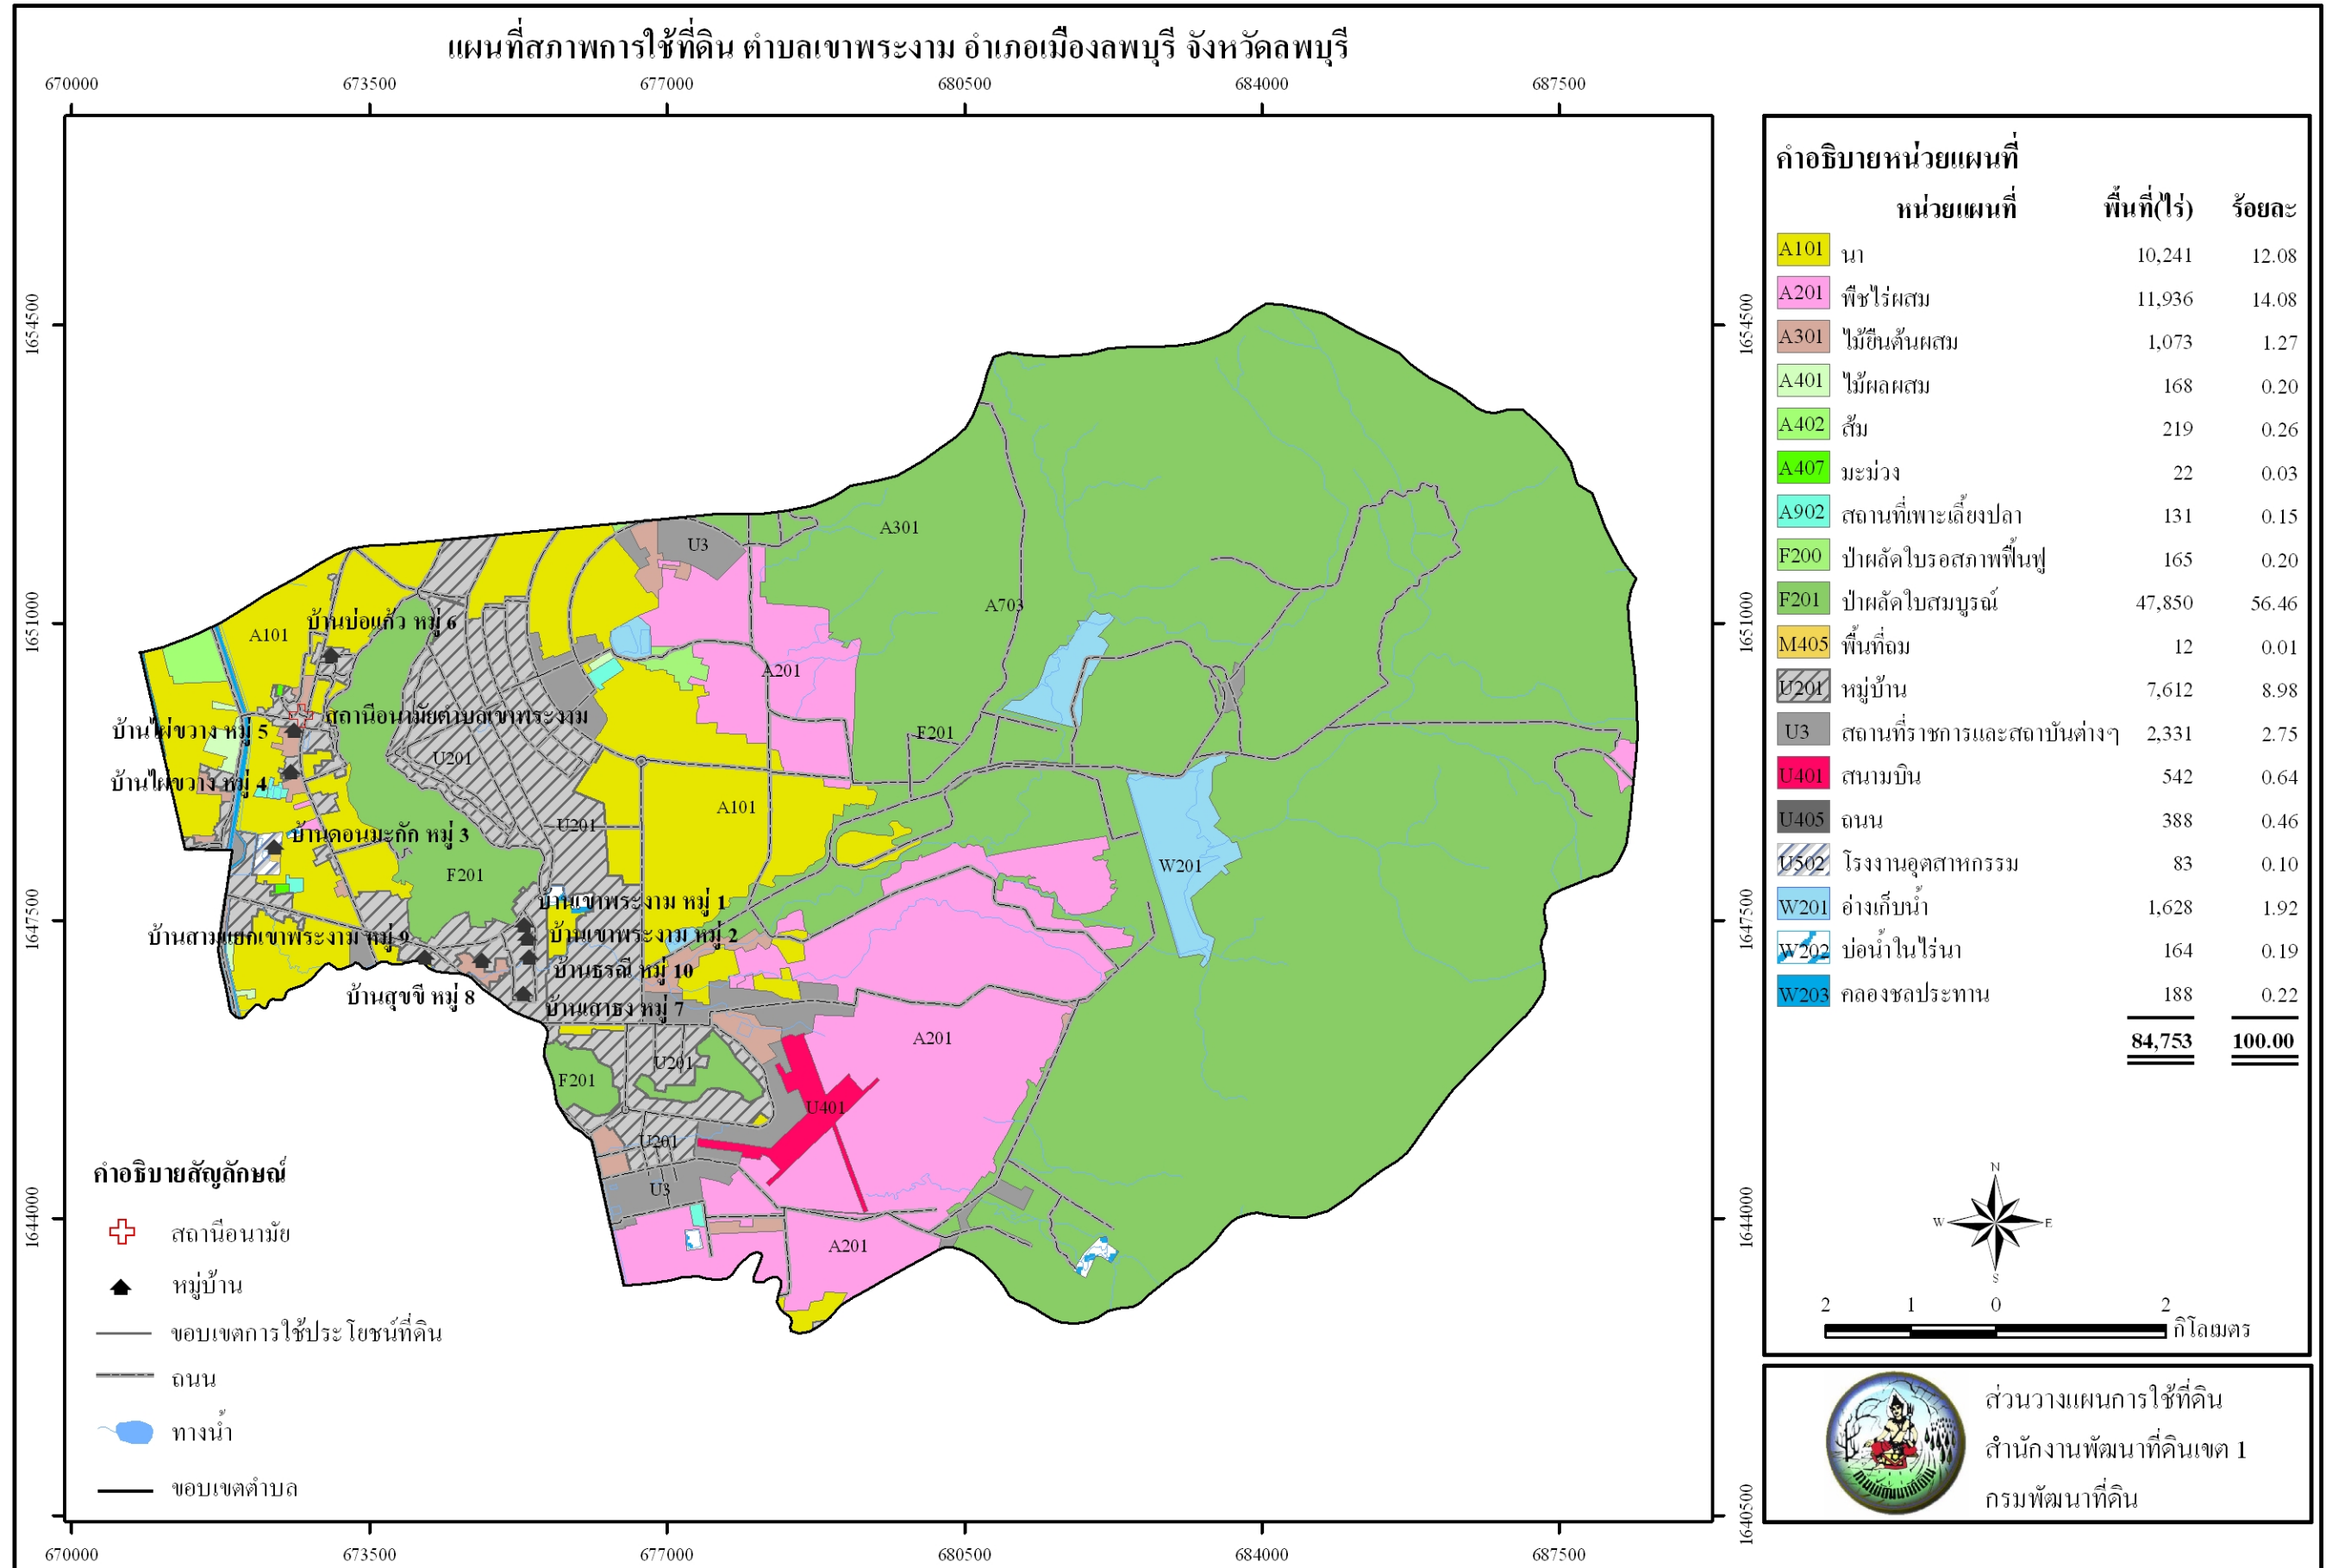 แผนที่สภาพการใช้ที่ดิน ตำบลเขาพระงาม อำเภอเมืองลพบุรี จังหวัดลพบุรี
670000 673500 677000 680500 684000 687500
1654500 1654500
1651000 1651000
1647500 1647500
1644000 1644000
1640500
U3
A301
A703
A101
บ้านบ่อแก้ว หมู่ 6
A201
สถานีอนามัยตำบลเขาพระงาม
บ้านไผ่ขวาง หมู่ 5
F201
U201
บ้านไผ่ขวาง หมู่ 4
A101
U201
บ้านดอนมะกัก หมู่ 3
F201
W201
บ้านเขาพระงาม หมู่ 1
บ้านสามแยกเขาพระงาม หมู่ 9
บ้านเขาพระงาม หมู่ 2
บ้านธรณี หมู่ 10
บ้านสุขขี หมู่ 8
บ้านเสาธง หมู่ 7
A201
U201
F201
U401
U201
U3
A201
คำอธิบายสัญลักษณ์
สถานีอนามัย
หมู่บ้าน
ขอบเขตการใช้ประโยชน์ที่ดิน
ถนน
ทางน้ำ
ขอบเขตตำบล
670000 673500 677000 680500 684000 687500
คำอธิบายหน่วยแผนที่
หน่วยแผนที่ พื้นที่(ไร่) ร้อยละ
A101 นา 10,241 12.08
A201 พืชไร่ผสม 11,936 14.08
A301 ไม้ยืนต้นผสม 1,073 1.27
A401 ไม้ผลผสม 168 0.20
A402 ส้ม 219 0.26
A407 มะม่วง 22 0.03
A902 สถานที่เพาะเลี้ยงปลา 131 0.15
F200 ป่าผลัดใบรอสภาพฟื้นฟู 165 0.20
F201 ป่าผลัดใบสมบูรณ์ 47,850 56.46
M405 พื้นที่ถม 12 0.01
U201 หมู่บ้าน 7,612 8.98
U3 สถานที่ราชการและสถาบันต่างๆ 2,331 2.75
U401 สนามบิน 542 0.64
U405 ถนน 388 0.46
U502 โรงงานอุตสาหกรรม 83 0.10
W201 อ่างเก็บน้ำ 1,628 1.92
W202 บ่อน้ำในไร่นา 164 0.19
W203 คลองชลประทาน 188 0.22
84,753 100.00
N
W E
S
2 1 0 2
กิโลเมตร
ส่วนวางแผนการใช้ที่ดิน
สำนักงานพัฒนาที่ดินเขต 1
กรมพัฒนาที่ดิน
กรมพัฒนาที่ดิน